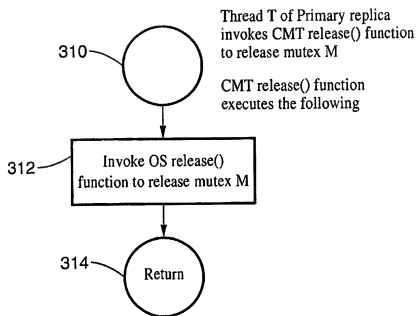 Thread T of Primary replica
invokes CMT release() function
to release mutex M
310
CMT release() function
executes the following
312
Invoke OS release()
function to release mutex M
314
Return